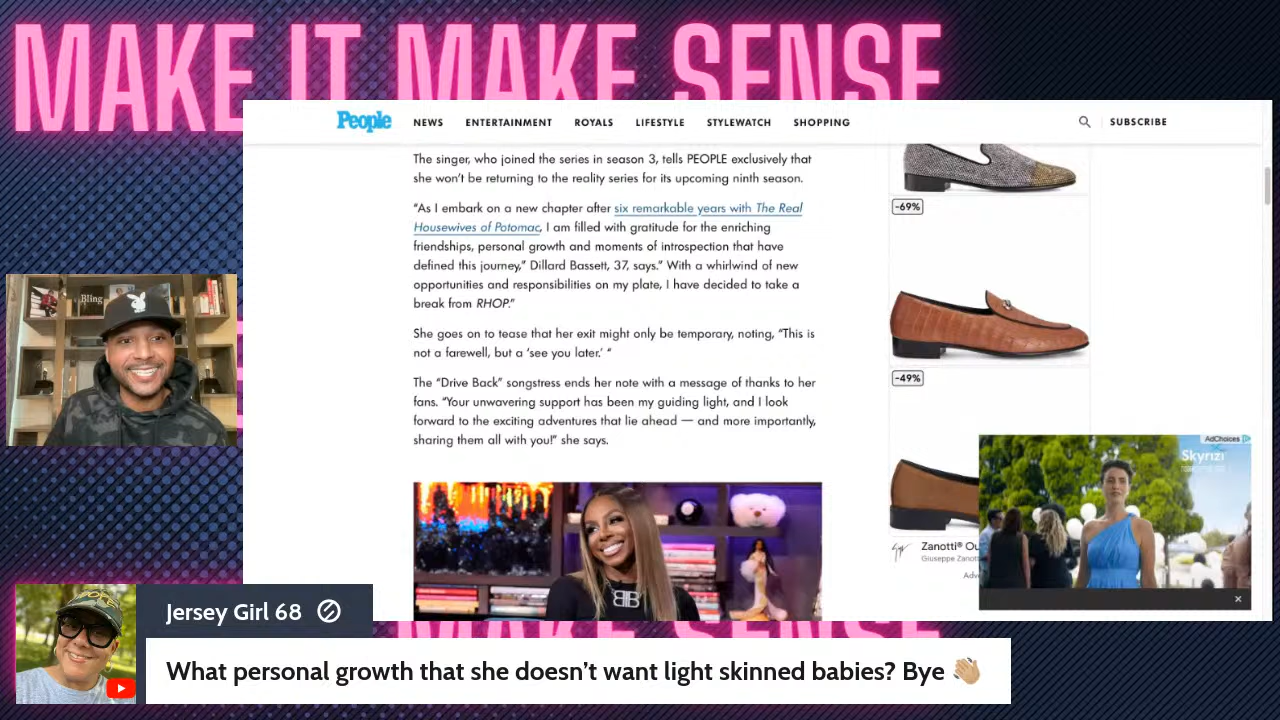 MAKE IT MAKE SENSE
People
NEWS ENTERTAINMENT ROYALS LIFESTYLE STYLEWATCH SHOPPING SUBSCRIBE
The singer, who joined the series in season 3, tells PEOPLE exclusively that
she won't be returning to the reality series for its upcoming ninth season.
“As I embark on a new chapter after six remarkable years with The Real
Housewives of Potomac, I am filled with gratitude for the enriching
friendships, personal growth and moments of introspection that have
defined this journey,” Dillard Bassett, 37, says.” With a whirlwind of new
opportunities and responsibilities on my plate, I have decided to take a
break from RHOP.”
She goes on to tease that her exit might only be temporary, noting, “This is
not a farewell, but a ‘see you later.’ “
The “Drive Back” songstress ends her note with a message of thanks to her
fans. “Your unwavering support has been my guiding light, and I look
forward to the exciting adventures that lie ahead — and more importantly,
sharing them all with you!” she says.
-69%
-49%
Zanotti® Ou
Giuseppe Zanott
Adve
AdChoices
Skyrizi
Bling
MAKE SENSE
Jersey Girl 68
What personal growth that she doesn’t want light skinned babies? Bye 👋🏼